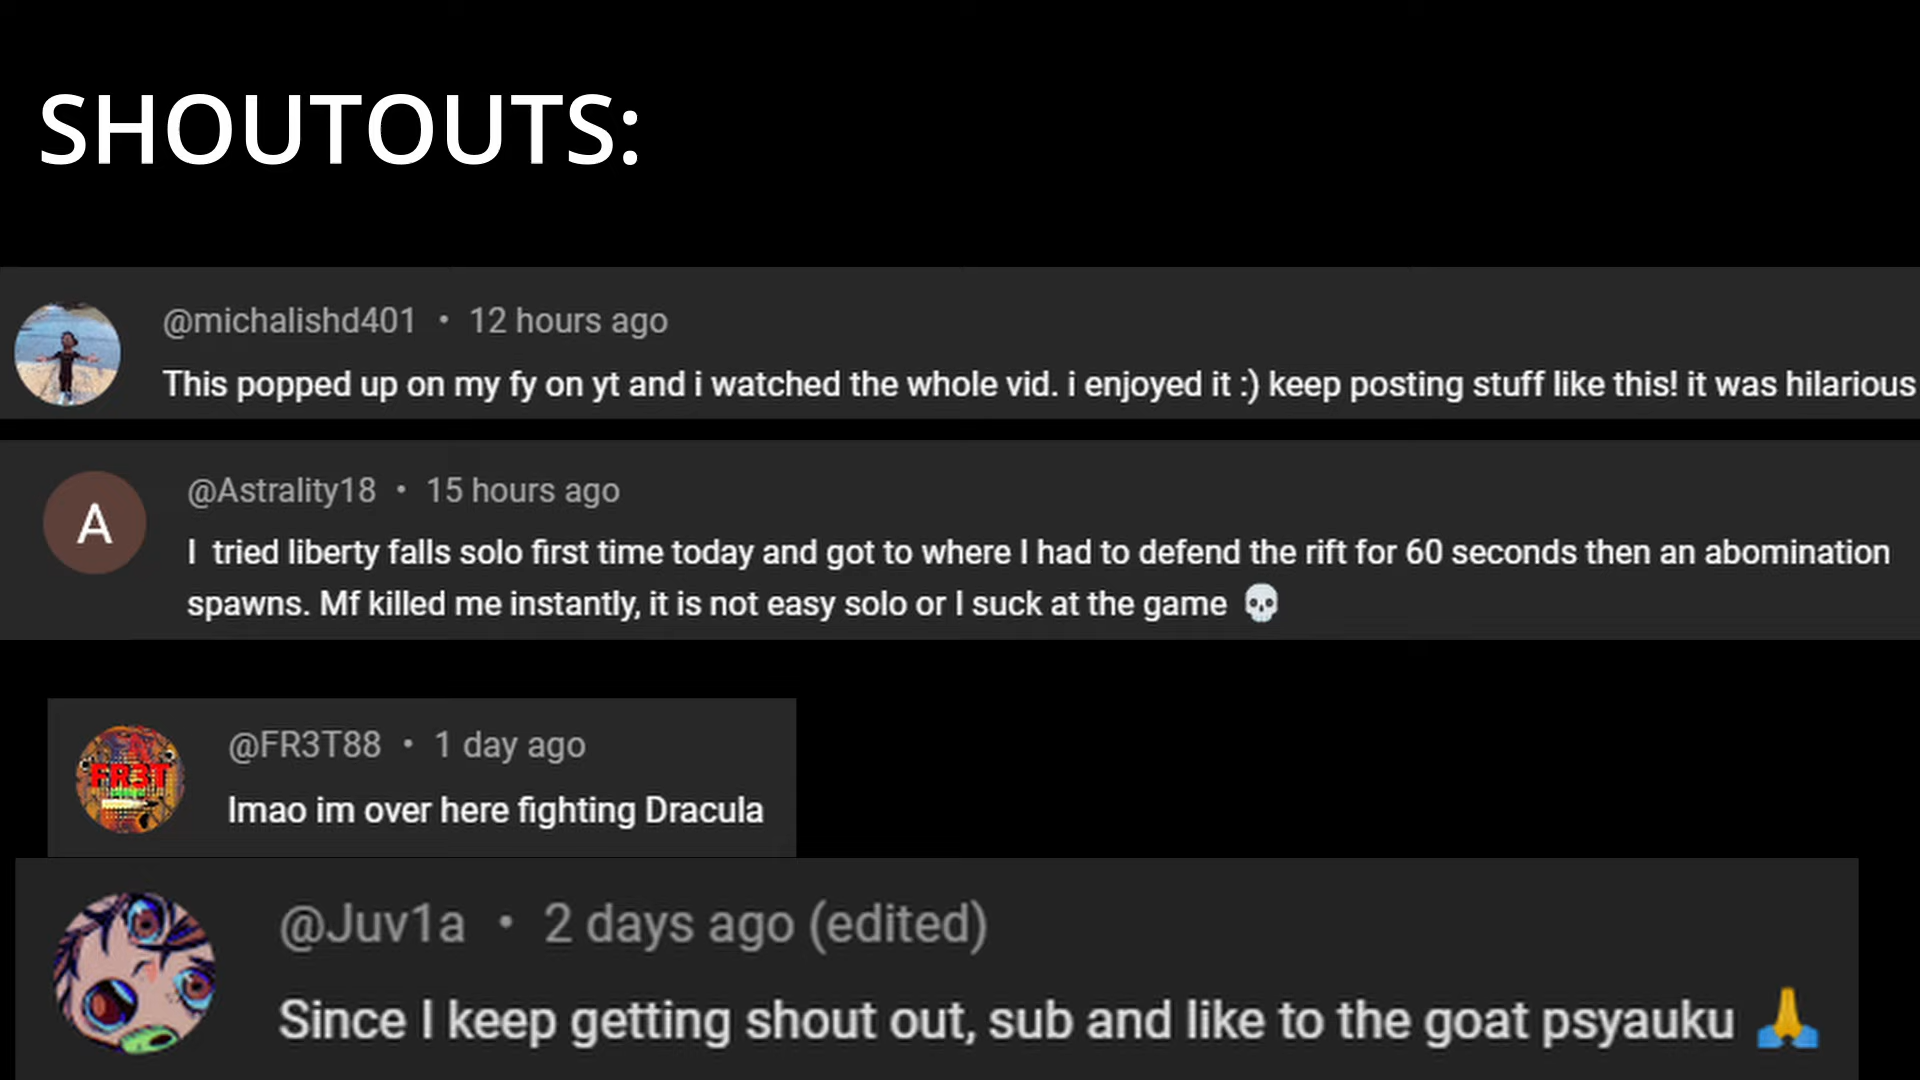 SHOUTOUTS:
@michalishd401 • 12 hours ago
This popped up on my fy on yt and i watched the whole vid. i enjoyed it :) keep posting stuff like this! it was hilarious
A
@Astrality18 • 15 hours ago
I tried liberty falls solo first time today and got to where I had to defend the rift for 60 seconds then an abomination
spawns. Mf killed me instantly, it is not easy solo or I suck at the game 💀
@FR3T88 • 1 day ago
FR3T
lmao im over here fighting Dracula
@Juv1a • 2 days ago (edited)
Since I keep getting shout out, sub and like to the goat psyauku 🙏